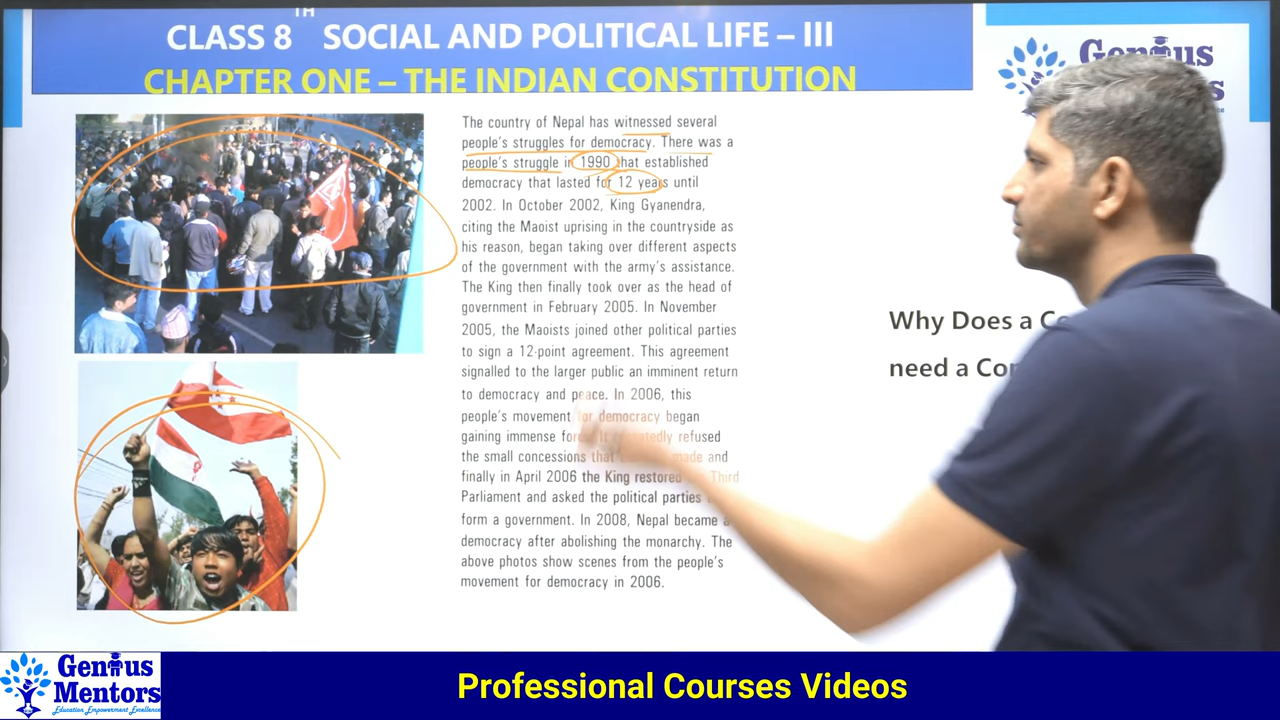 TH
CLASS 8 SOCIAL AND POLITICAL LIFE – III
CHAPTER ONE – THE INDIAN CONSTITUTION
Genius
The country of Nepal has witnessed several
people's struggles for democracy. There was a
people's struggle in 1990 that established
democracy that lasted for 12 years until
2002. In October 2002, King Gyanendra,
citing the Maoist uprising in the countryside as
his reason, began taking over different aspects
of the government with the army's assistance.
The King then finally took over as the head of
government in February 2005. In November
2005, the Maoists joined other political parties
to sign a 12-point agreement. This agreement
signalled to the larger public an imminent return
to democracy and peace. In 2006, this
people's movement for democracy began
gaining immense refused
the small concessions that made and
finally in April 2006 the King restored Third
Parliament and asked the political parties
form a government. In 2008, Nepal became a
democracy after abolishing the monarchy. The
above photos show scenes from the people's
movement for democracy in 2006.
Why Does a
need a
Genius
Mentors
Education Empowerment Excellence
Professional Courses Videos